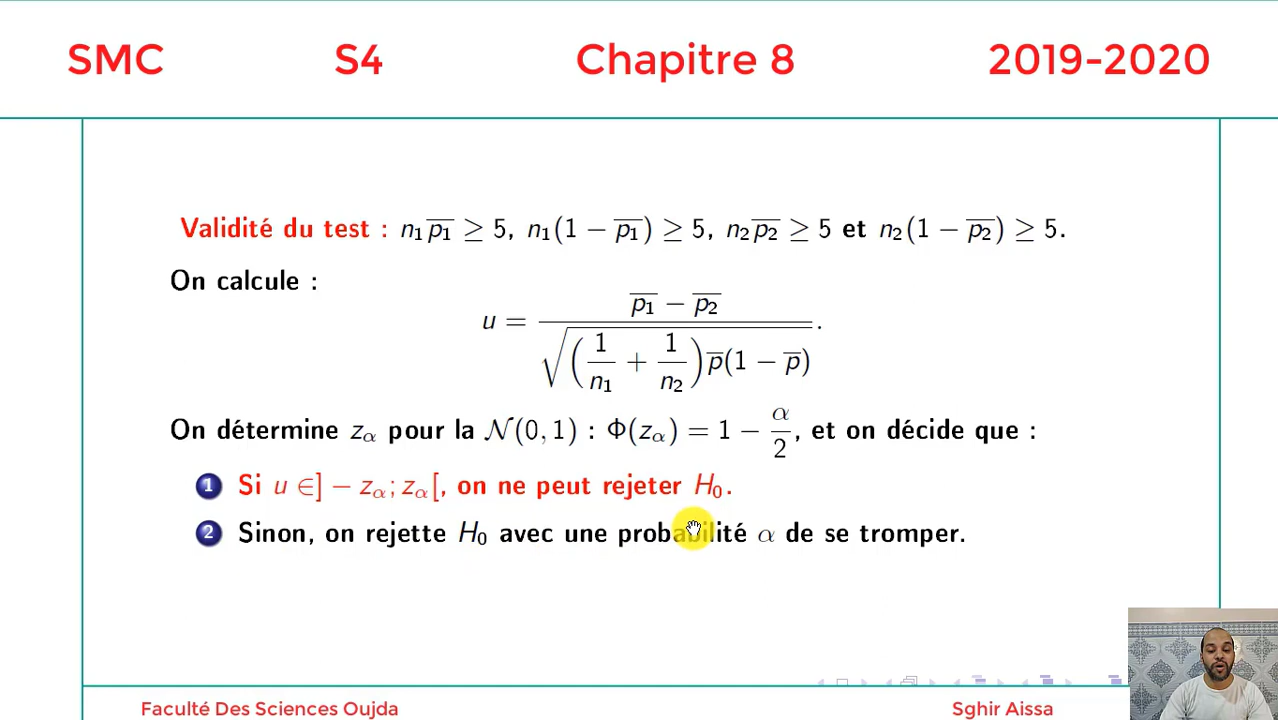 SMC S4 Chapitre 8 2019-2020
Validité du test : n₁p̅₁ ≥ 5, n₁(1 − p̅₁) ≥ 5, n₂p̅₂ ≥ 5 et n₂(1 − p̅₂) ≥ 5.
On calcule :
u = (p̅₁ − p̅₂) / √((1/n₁ + 1/n₂) p̅(1 − p̅)).
On détermine z_α pour la 𝒩(0, 1) : Φ(z_α) = 1 − α/2, et on décide que :
1 Si u ∈] − z_α; z_α[, on ne peut rejeter H₀.
2 Sinon, on rejette H₀ avec une probabilité α de se tromper.
Faculté Des Sciences Oujda Sghir Aissa